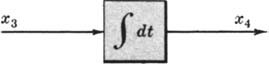 x₃ ∫ dt x₄